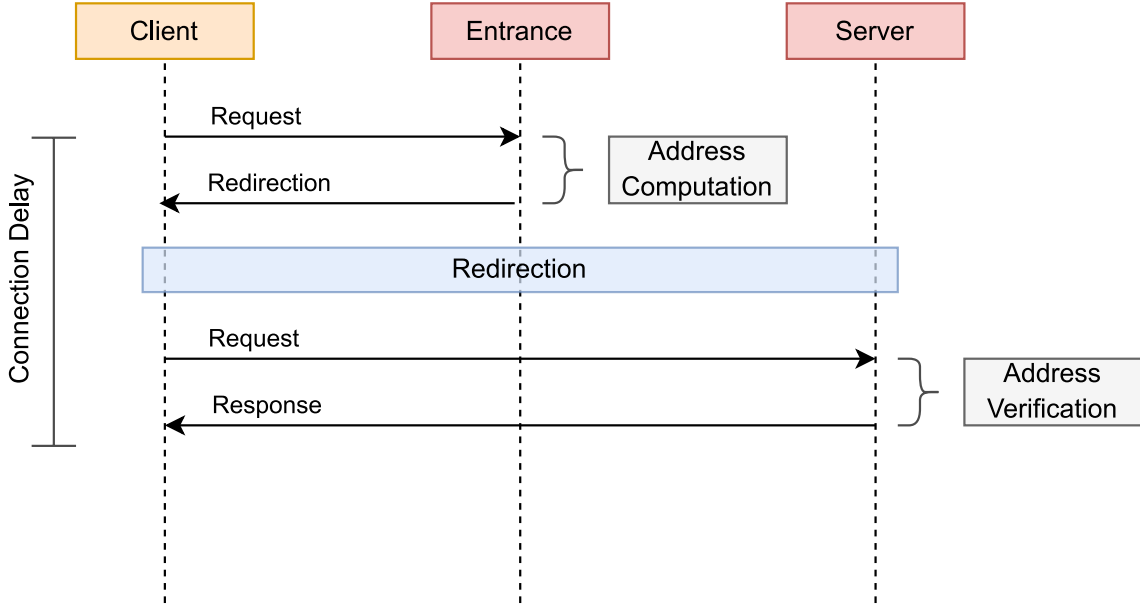 Client
Entrance
Server
Request
Address
Computation
Redirection
Connection Delay
Redirection
Request
Address
Verification
Response